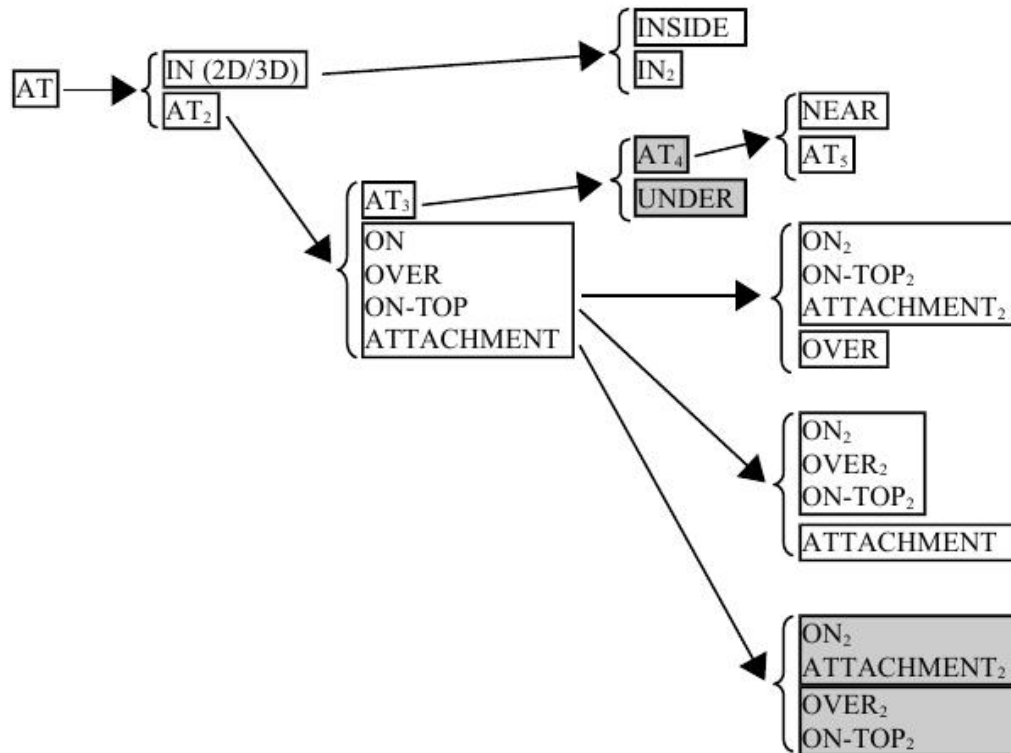 AT
IN (2D/3D)
AT₂
INSIDE
IN₂
AT₃
ON
OVER
ON-TOP
ATTACHMENT
AT₄
UNDER
NEAR
AT₅
ON₂
ON-TOP₂
ATTACHMENT₂
OVER
ON₂
OVER₂
ON-TOP₂
ATTACHMENT
ON₂
ATTACHMENT₂
OVER₂
ON-TOP₂